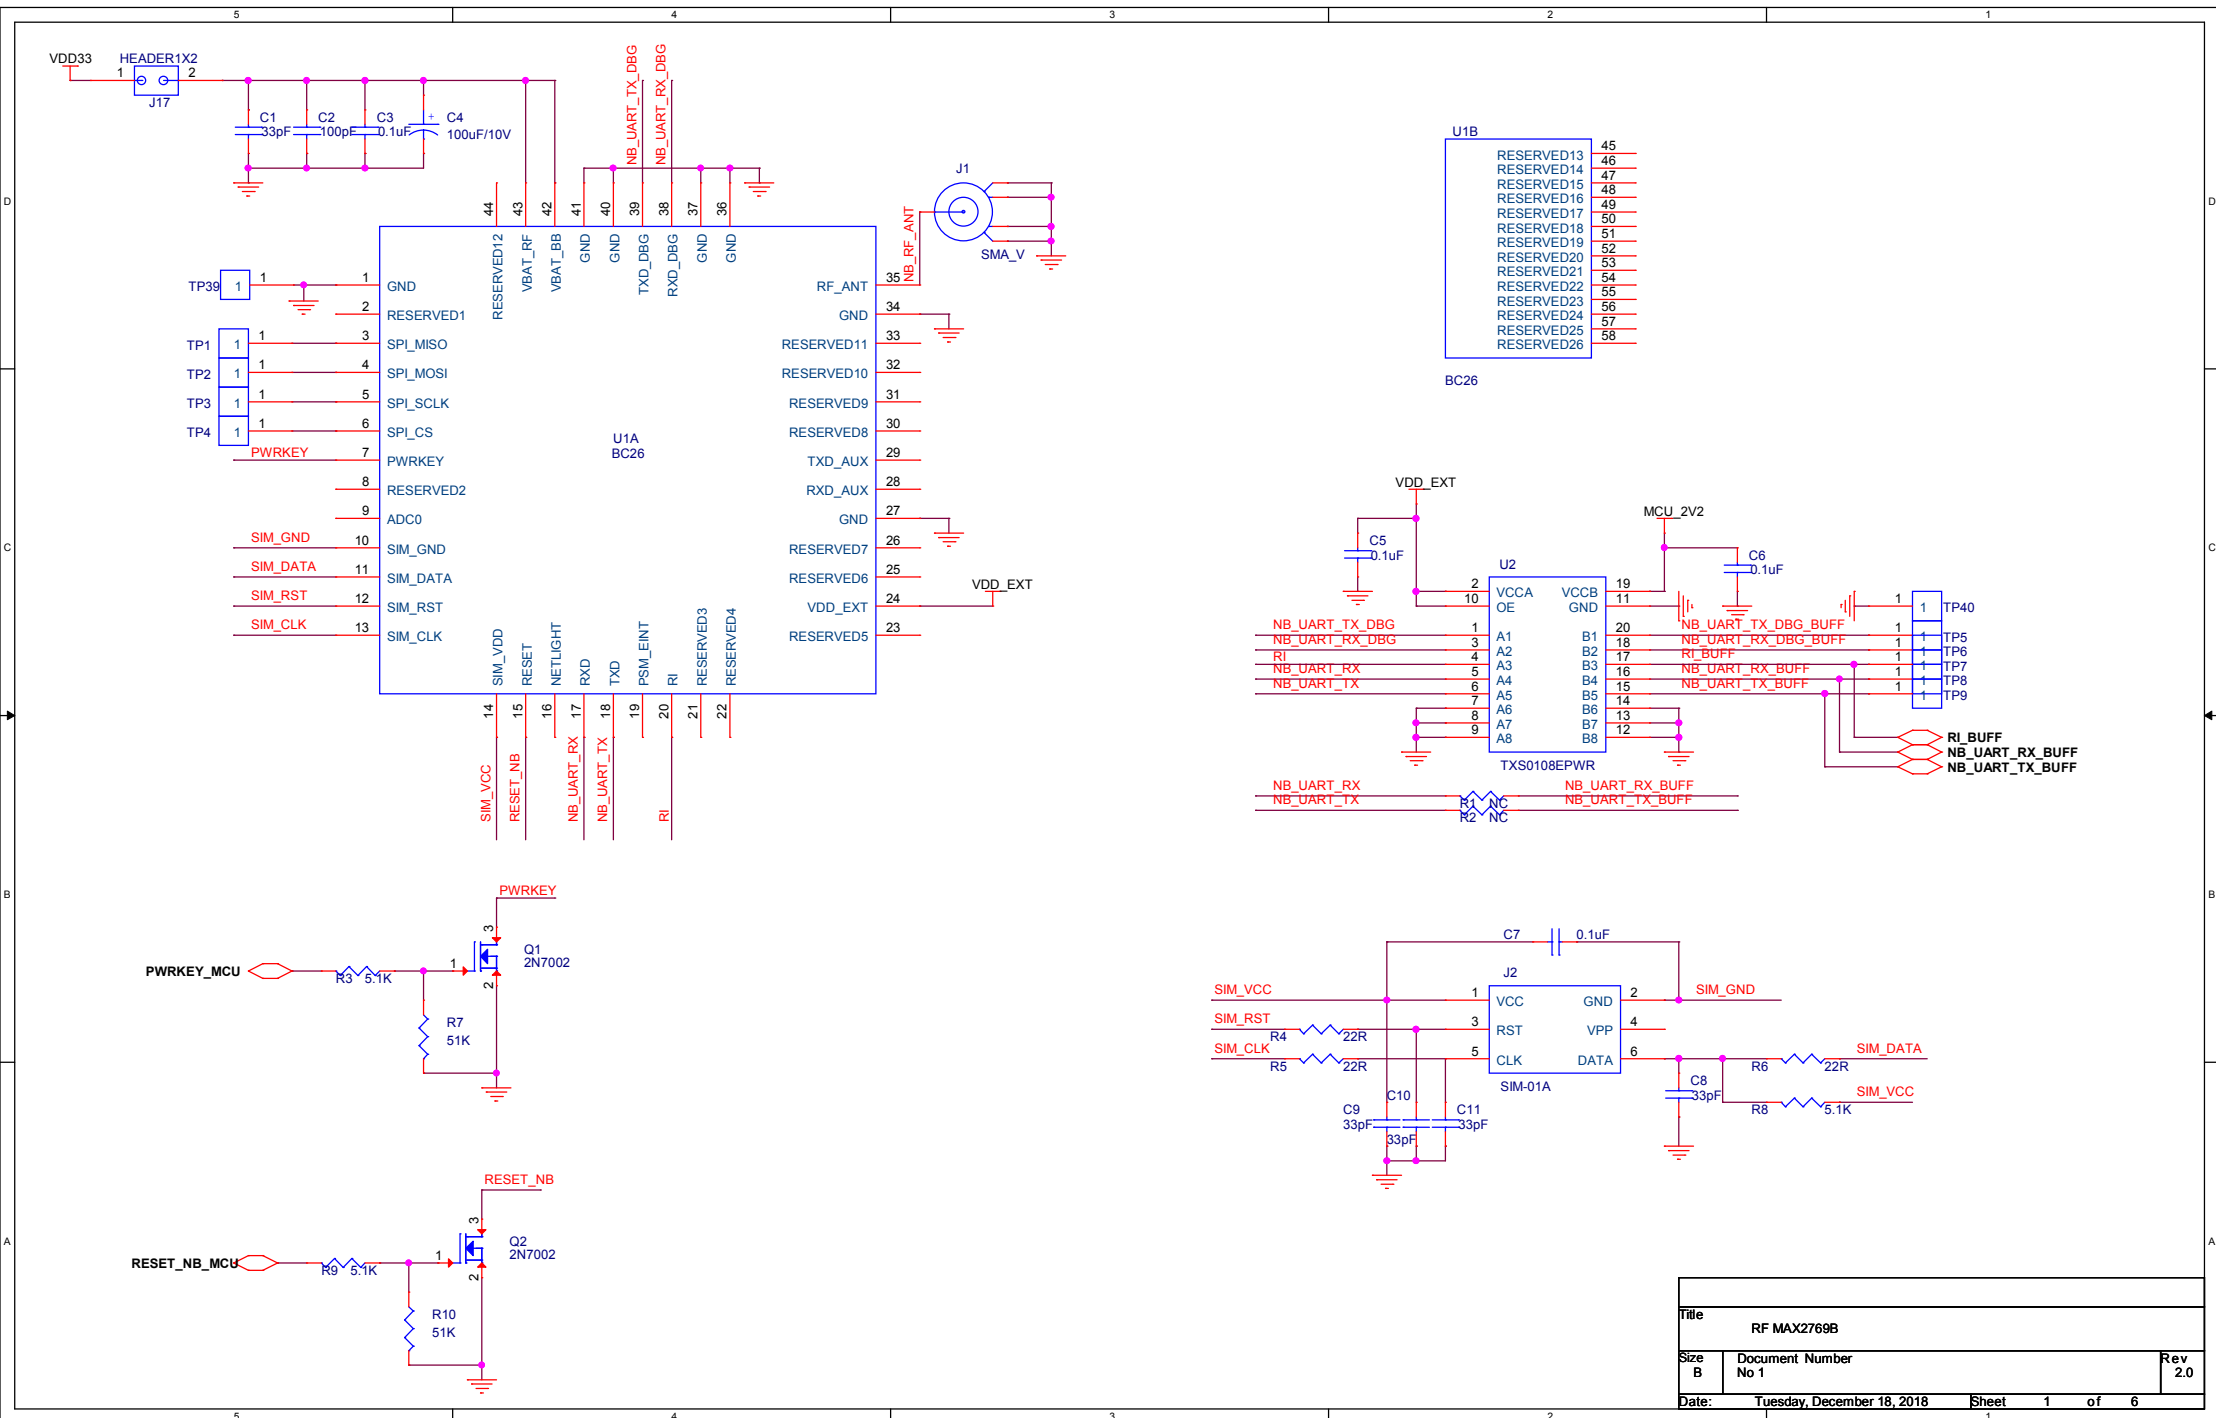 5 4 3 2 1
D
C
B
A
D
C
B
A
VDD33
HEADER1X2
1 2
J17
C1
33pF
C2
100pF
C3
0.1uF
+
C4
100uF/10V
NB_UART_TX_DBG
NB_UART_RX_DBG
44 43 42 41 40 39 38 37 36
RESERVED12
VBAT_RF
VBAT_BB
GND
GND
TXD_DBG
RXD_DBG
GND
GND
J1
SMA_V
NB_RF_ANT
TP39 1 1 1 GND
2 RESERVED1
TP1 1 1 3 SPI_MISO
TP2 1 1 4 SPI_MOSI
TP3 1 1 5 SPI_SCLK
TP4 1 1 6 SPI_CS
PWRKEY 7 PWRKEY
8 RESERVED2
9 ADC0
SIM_GND 10 SIM_GND
SIM_DATA 11 SIM_DATA
SIM_RST 12 SIM_RST
SIM_CLK 13 SIM_CLK
U1A
BC26
RF_ANT 35
GND 34
RESERVED11 33
RESERVED10 32
RESERVED9 31
RESERVED8 30
TXD_AUX 29
RXD_AUX 28
GND 27
RESERVED7 26
RESERVED6 25
VDD_EXT 24
VDD_EXT
RESERVED5 23
SIM_VDD
RESET
NETLIGHT
RXD
TXD
PSM_EINT
RI
RESERVED3
RESERVED4
14 15 16 17 18 19 20 21 22
SIM_VCC
RESET_NB
NB_UART_RX
NB_UART_TX
RI
U1B
RESERVED13 45
RESERVED14 46
RESERVED15 47
RESERVED16 48
RESERVED17 49
RESERVED18 50
RESERVED19 51
RESERVED20 52
RESERVED21 53
RESERVED22 54
RESERVED23 55
RESERVED24 56
RESERVED25 57
RESERVED26 58
BC26
VDD_EXT
MCU_2V2
C5
0.1uF
C6
0.1uF
U2
2 VCCA VCCB 19
10 OE GND 11
1 1 TP40
NB_UART_TX_DBG 1 A1 B1 20 NB_UART_TX_DBG_BUFF 1 1 TP5
NB_UART_RX_DBG 3 A2 B2 18 NB_UART_RX_DBG_BUFF 1 1 TP6
RI 4 A3 B3 17 RI_BUFF 1 1 TP7
NB_UART_RX 5 A4 B4 16 NB_UART_RX_BUFF 1 1 TP8
NB_UART_TX 6 A5 B5 15 NB_UART_TX_BUFF 1 1 TP9
7 A6 B6 14
8 A7 B7 13
9 A8 B8 12
TXS0108EPWR
RI_BUFF
NB_UART_RX_BUFF
NB_UART_TX_BUFF
NB_UART_RX R1 NC NB_UART_RX_BUFF
NB_UART_TX R2 NC NB_UART_TX_BUFF
PWRKEY
3
Q1
2N7002
1
2
PWRKEY_MCU
R3 5.1K
R7
51K
C7 0.1uF
J2
SIM_VCC 1 VCC GND 2 SIM_GND
SIM_RST R4 22R 3 RST VPP 4
SIM_CLK R5 22R 5 CLK DATA 6
R6 22R SIM_DATA
SIM-01A
C8
33pF
R8 5.1K SIM_VCC
C9
33pF
C10
33pF
C11
33pF
RESET_NB
3
Q2
2N7002
1
2
RESET_NB_MCU
R9 5.1K
R10
51K
Title
RF MAX2769B
Size
B
Document Number
No 1
Rev
2.0
Date: Tuesday, December 18, 2018 Sheet 1 of 6
5 4 3 2 1